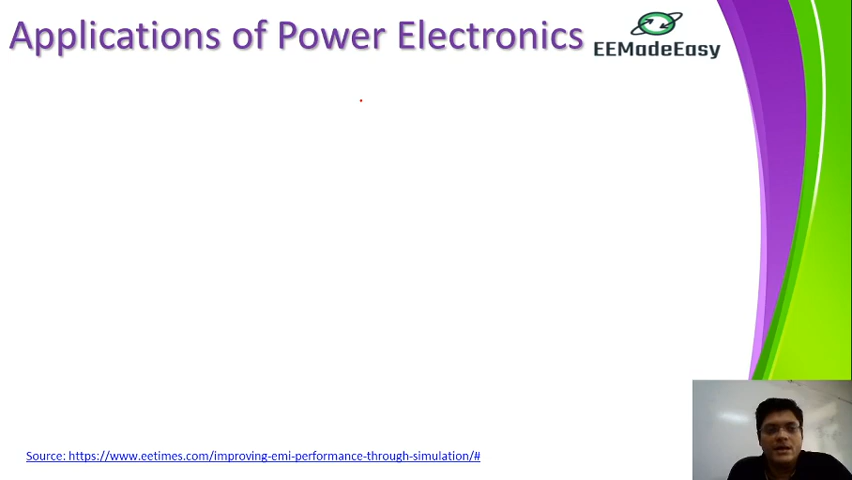 Applications of Power Electronics
EEMadeEasy
Source: https://www.eetimes.com/improving-emi-performance-through-simulation/#